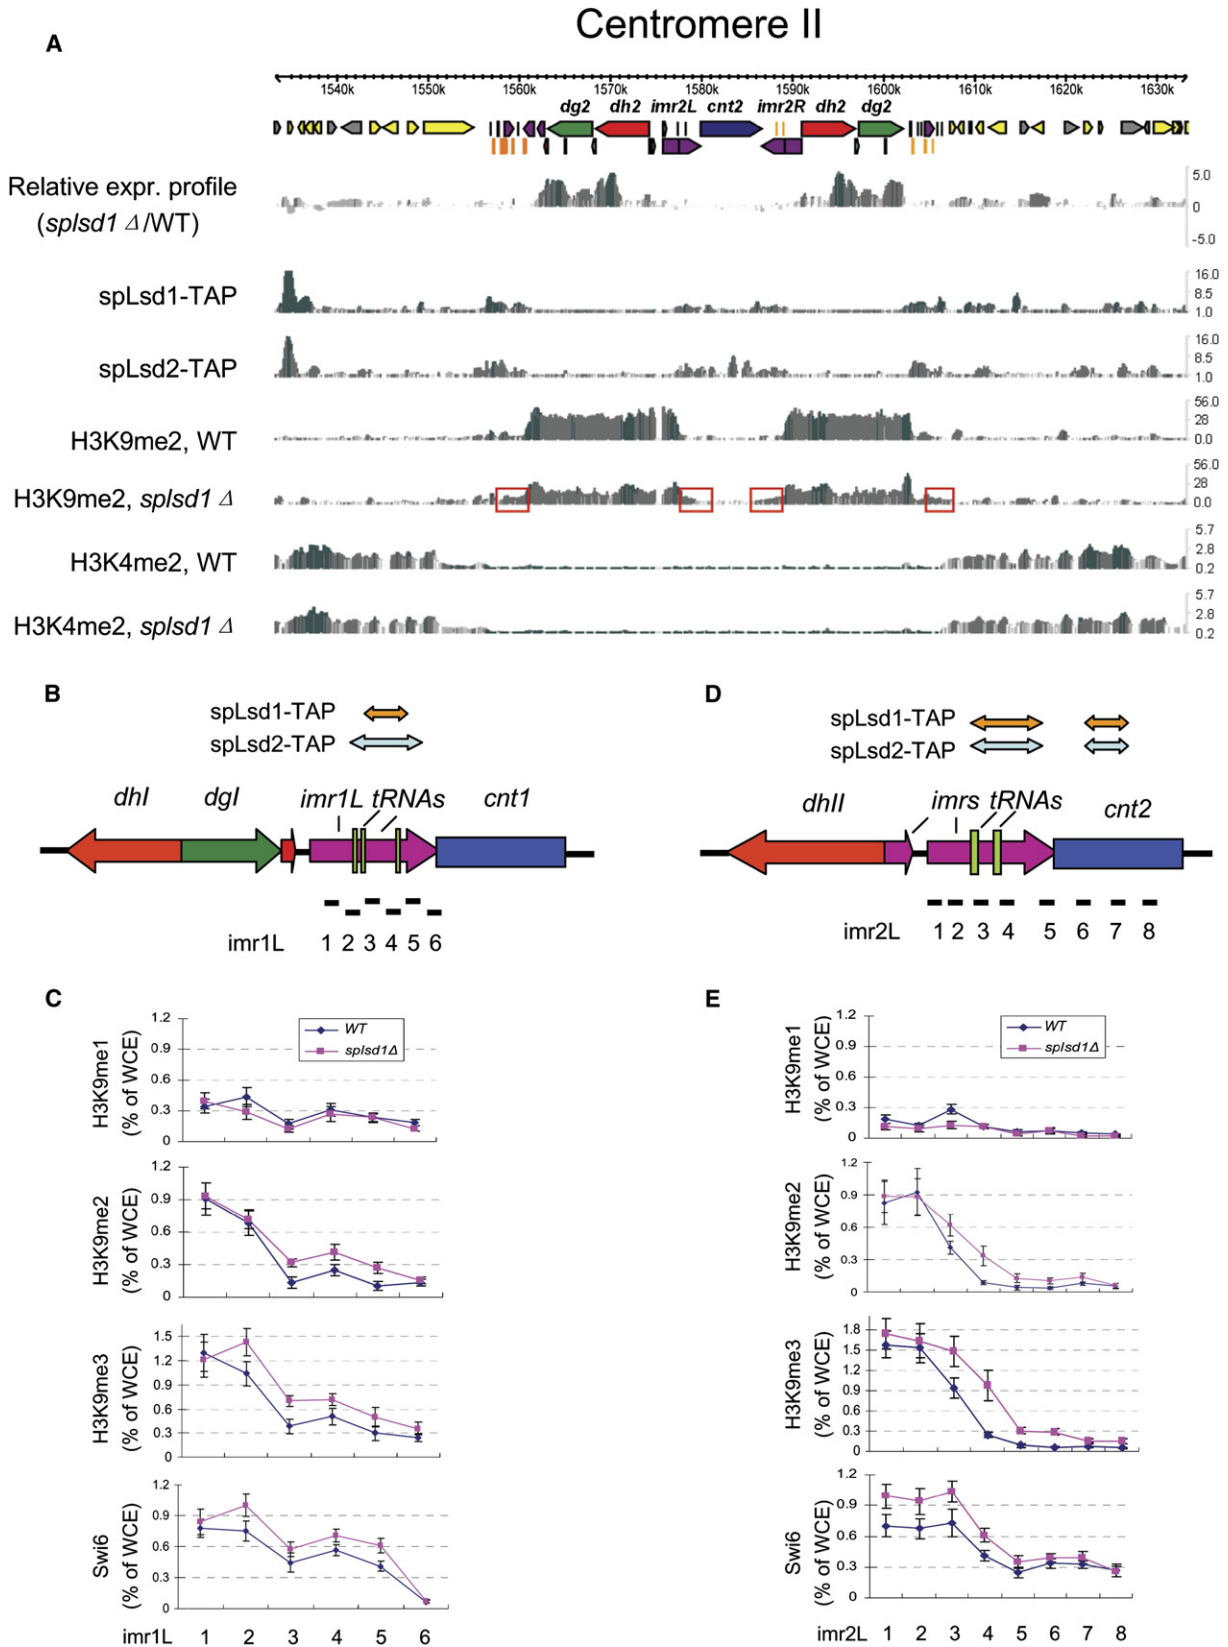 Centromere II
A
1540k 1550k 1560k 1570k 1580k 1590k 1600k 1610k 1620k 1630k
dg2 dh2 imr2L cnt2 imr2R dh2 dg2
Relative expr. profile
(splsd1 Δ/WT)
5.0
0
-5.0
spLsd1-TAP
16.0
8.5
1.0
spLsd2-TAP
16.0
8.5
1.0
H3K9me2, WT
56.0
28
0.0
H3K9me2, splsd1 Δ
56.0
28
0.0
H3K4me2, WT
5.7
2.8
0.2
H3K4me2, splsd1 Δ
5.7
2.8
0.2
B
spLsd1-TAP
spLsd2-TAP
dhI dgI imr1L tRNAs cnt1
imr1L 1 2 3 4 5 6
D
spLsd1-TAP
spLsd2-TAP
dhII imrs tRNAs cnt2
imr2L 1 2 3 4 5 6 7 8
C
H3K9me1
(% of WCE)
1.2
0.9
0.6
0.3
0
WT
splsd1Δ
H3K9me2
(% of WCE)
1.2
0.9
0.6
0.3
0
H3K9me3
(% of WCE)
1.5
1.2
0.9
0.6
0.3
0
Swi6
(% of WCE)
1.2
0.9
0.6
0.3
0
imr1L 1 2 3 4 5 6
E
H3K9me1
(% of WCE)
1.2
0.9
0.6
0.3
0
WT
splsd1Δ
H3K9me2
(% of WCE)
1.2
0.9
0.6
0.3
0
H3K9me3
(% of WCE)
1.8
1.5
1.2
0.9
0.6
0.3
0
Swi6
(% of WCE)
1.2
0.9
0.6
0.3
0
imr2L 1 2 3 4 5 6 7 8